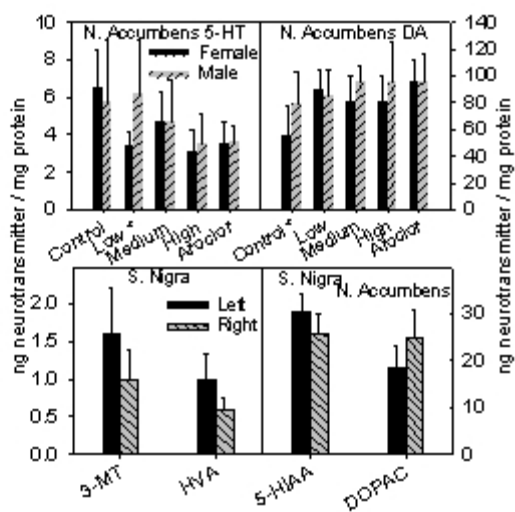 N. Accumbens 5-HT
N. Accumbens DA
Female
Male
10
8
6
4
2
0
140
120
100
80
60
40
20
0
ng neurotransmitter / mg protein
ng neurotransmitter / mg protein
Control
Low *
Medium
High
Aroclor
Control *
Low
Medium
High
Aroclor
S. Nigra
S. Nigra
N. Accumbens
Left
Right
2.0
1.5
1.0
0.5
0.0
30
20
10
0
3-MT
HVA
5-HIAA
DOPAC